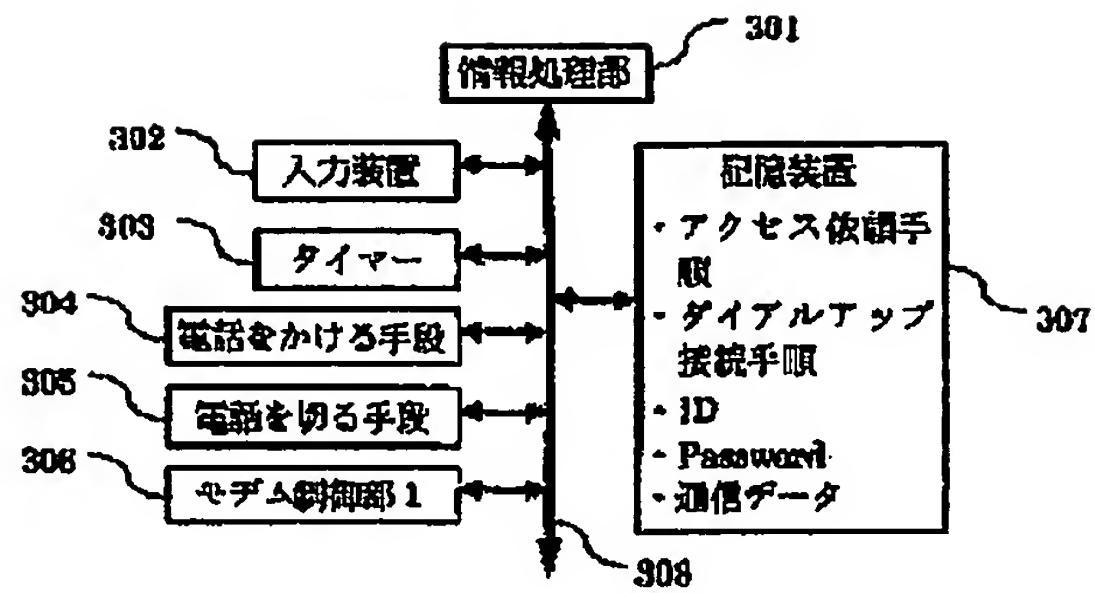 301
情報処理部
302
入力装置
303
タイマー
304
電話をかける手段
305
電話を切る手段
306
モデム制御部1
記憶装置
・アクセス依頼手
順
・ダイアルアップ
接続手順
・ID
・Password
・通信データ
307
308